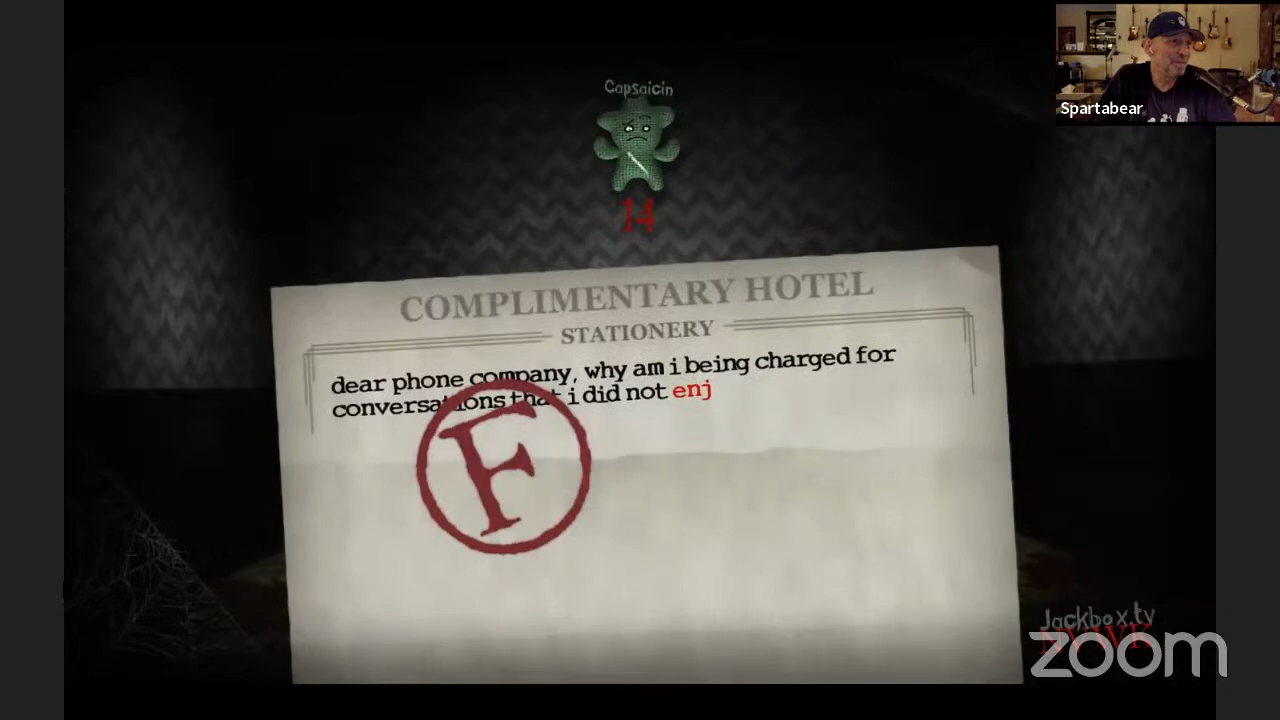 Capsaicin
Spartabear
14
COMPLIMENTARY HOTEL
STATIONERY
dear phone company, why am i being charged for
conversations that i did not enj
F
Jackbox.tv
zoom